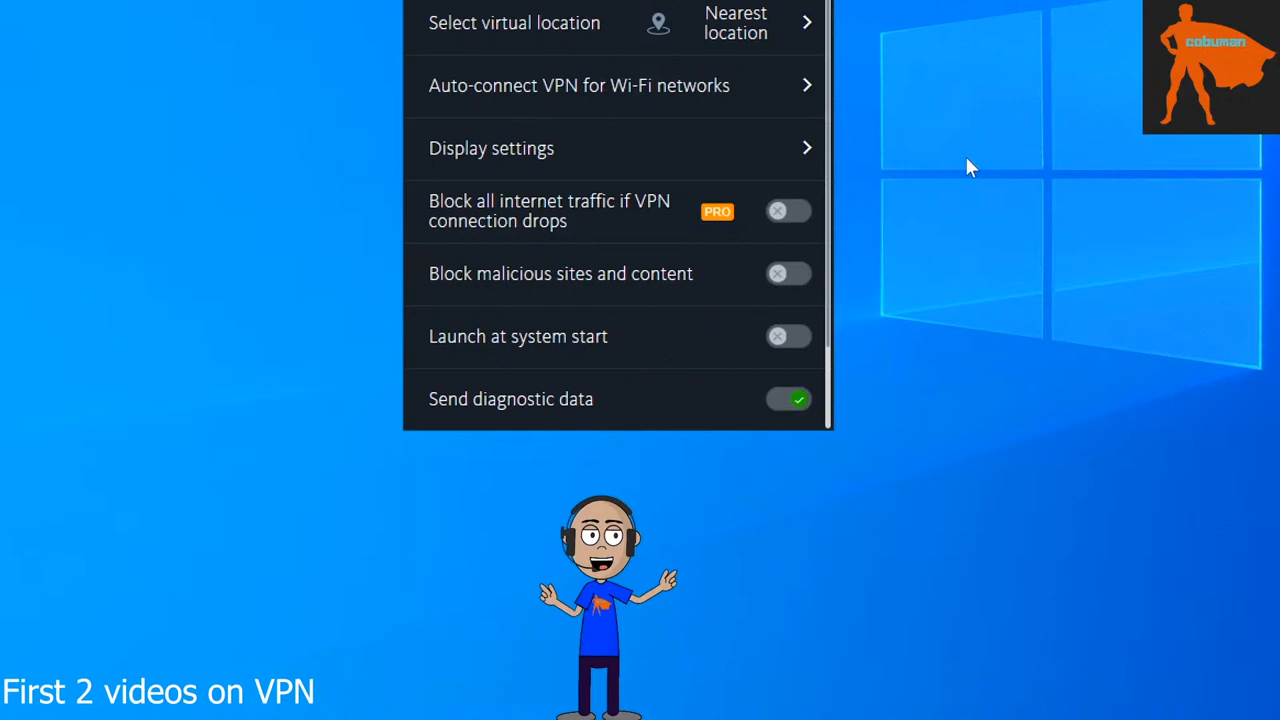 Select virtual location
Nearest
location
Auto-connect VPN for Wi-Fi networks
Display settings
Block all internet traffic if VPN
connection drops
PRO
Block malicious sites and content
Launch at system start
Send diagnostic data
cobuman
First 2 videos on VPN